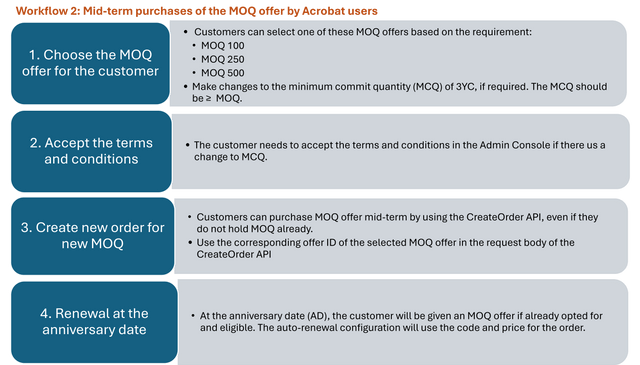 Workflow 2: Mid-term purchases of the MOQ offer by Acrobat users
1. Choose the MOQ
offer for the customer
• Customers can select one of these MOQ offers based on the requirement:
• MOQ 100
• MOQ 250
• MOQ 500
• Make changes to the minimum commit quantity (MCQ) of 3YC, if required. The MCQ should
be ≥ MOQ.
2. Accept the terms
and conditions
• The customer needs to accept the terms and conditions in the Admin Console if there us a
change to MCQ.
3. Create new order for
new MOQ
• Customers can purchase MOQ offer mid-term by using the CreateOrder API, even if they
do not hold MOQ already.
• Use the corresponding offer ID of the selected MOQ offer in the request body of the
CreateOrder API
4. Renewal at the
anniversary date
• At the anniversary date (AD), the customer will be given an MOQ offer if already opted for
and eligible. The auto-renewal configuration will use the code and price for the order.